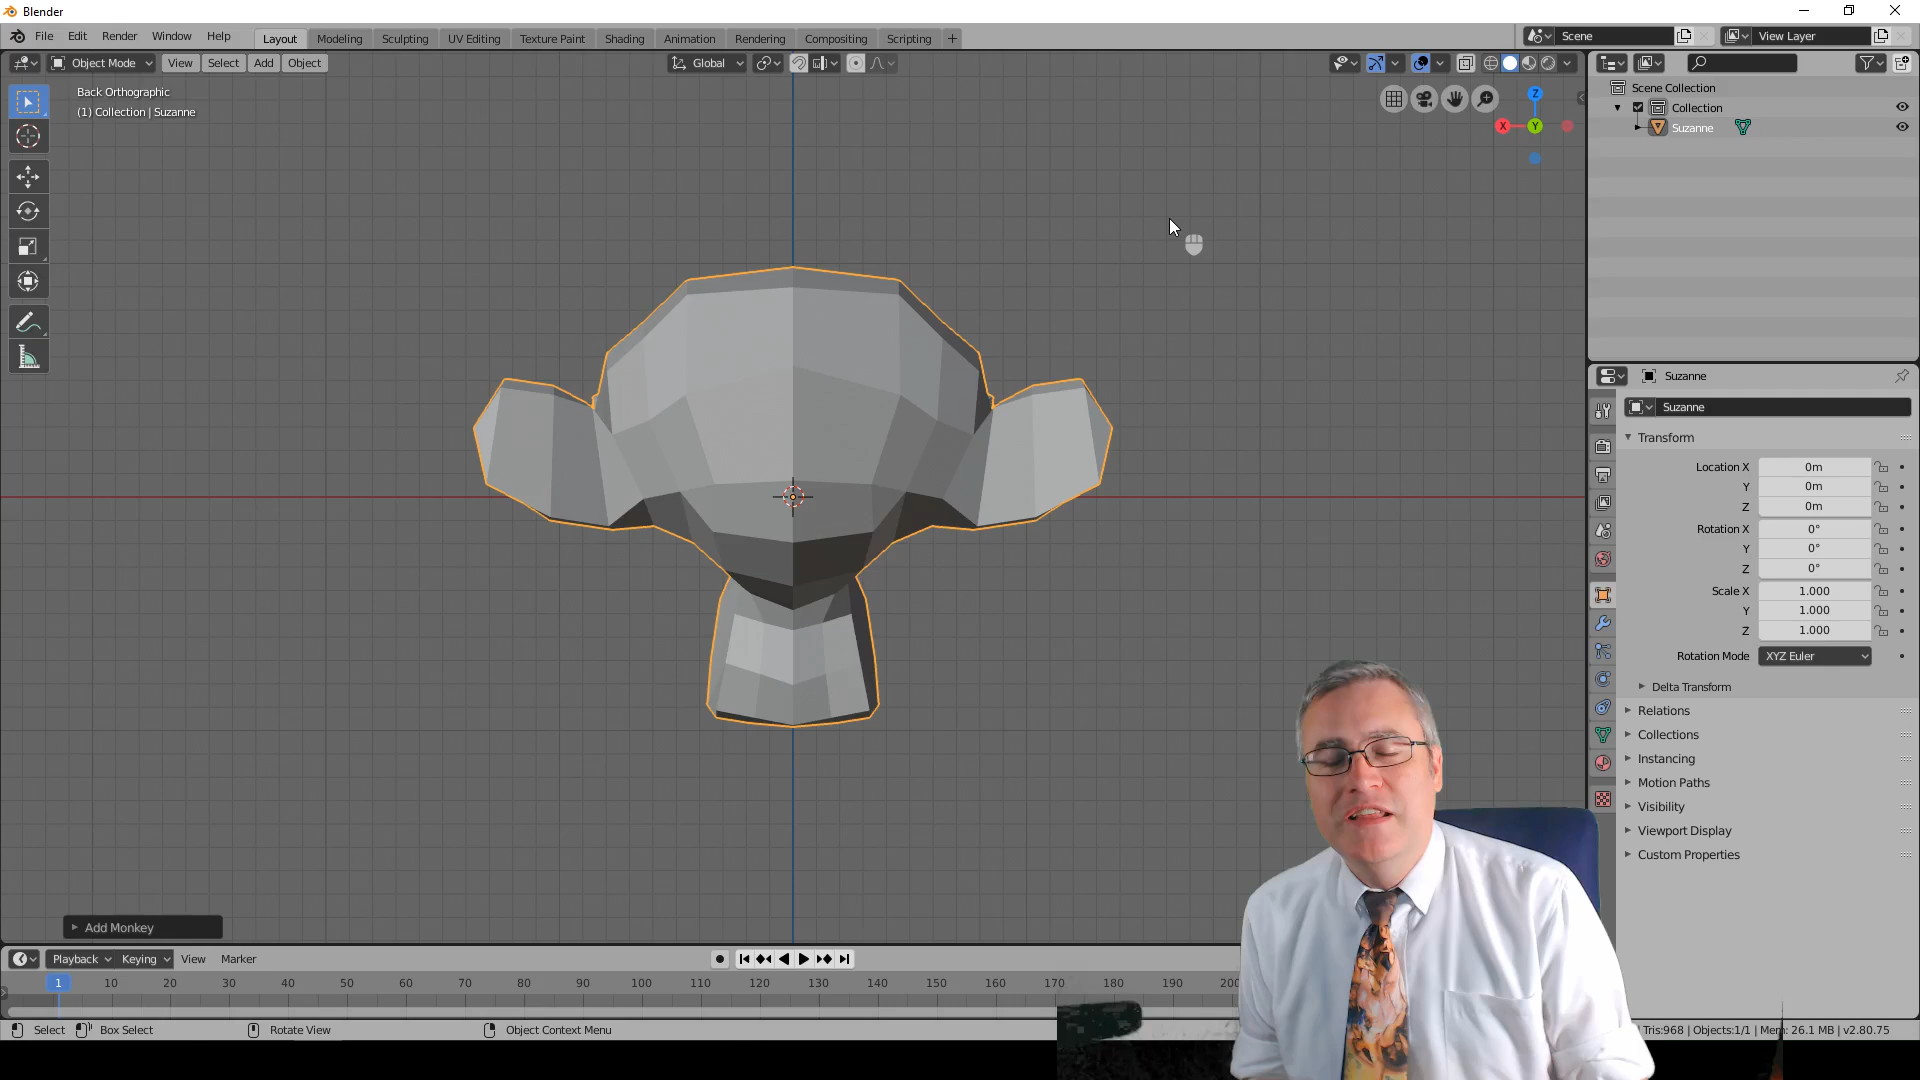 Blender
File Edit Render Window Help Layout Modeling Sculpting UV Editing Texture Paint Shading Animation Rendering Compositing Scripting + Scene View Layer
Object Mode View Select Add Object Global
Back Orthographic
(1) Collection | Suzanne
Z
X Y
Scene Collection
Collection
Suzanne
Suzanne
Suzanne
Transform
Location X 0m
Y 0m
Z 0m
Rotation X 0°
Y 0°
Z 0°
Scale X 1.000
Y 1.000
Z 1.000
Rotation Mode XYZ Euler
Delta Transform
Relations
Collections
Instancing
Motion Paths
Visibility
Viewport Display
Custom Properties
Add Monkey
Playback Keying View Marker
1 10 20 30 40 50 60 70 80 90 100 110 120 130 140 150 160 170 180 190
Select Box Select Rotate View Object Context Menu Tris:968 | Objects:1/1 | Mem: 26.1 MB | v2.80.75